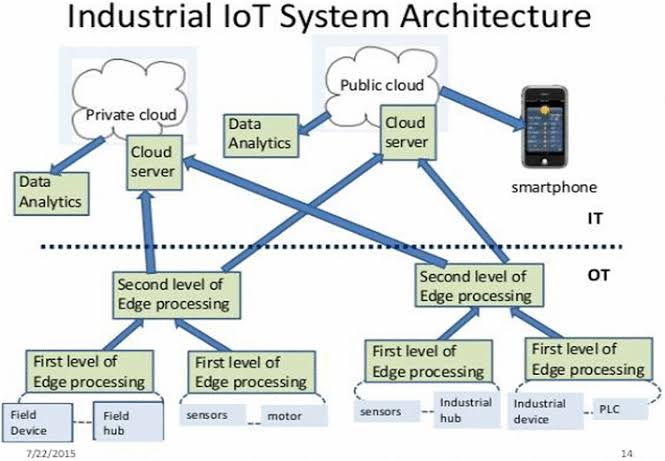 Industrial IoT System Architecture
Private cloud
Public cloud
Data
Analytics
Cloud
server
Cloud
server
Data
Analytics
smartphone
IT
OT
Second level of
Edge processing
Second level of
Edge processing
First level of
Edge processing
First level of
Edge processing
First level of
Edge processing
First level of
Edge processing
Field
Device
Field
hub
sensors
motor
sensors
Industrial
hub
Industrial
device
PLC
7/22/2015
14